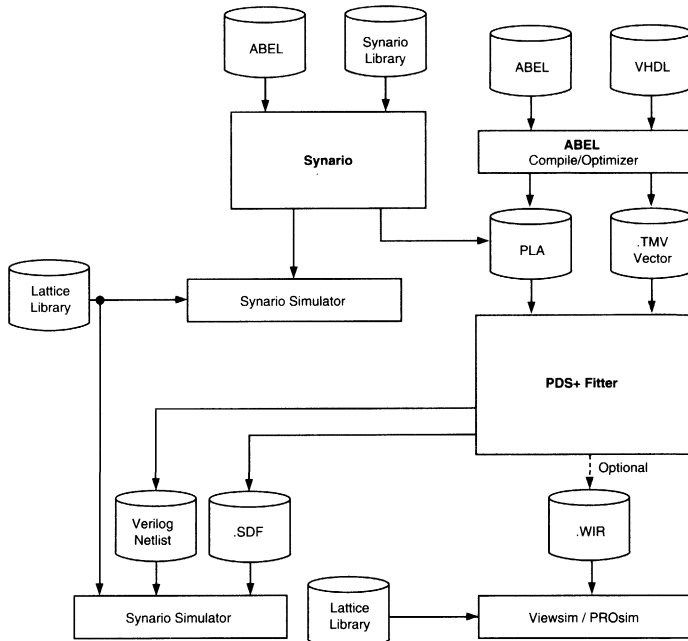 ABEL
Synario
Library
ABEL
VHDL
Synario
ABEL
Compile/Optimizer
PLA
.TMV
Vector
Lattice
Library
Synario Simulator
PDS+ Fitter
Optional
Verilog
Netlist
.SDF
.WIR
Synario Simulator
Lattice
Library
Viewsim / PROsim